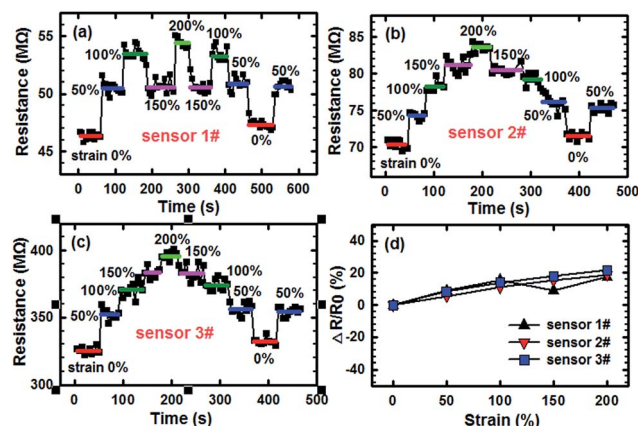 (a)
Resistance (MΩ)
55
50
45
100%
200%
100%
50%
50%
50%
150%
150%
0%
sensor 1#
strain 0%
0 100 200 300 400 500 600
Time (s)
(b)
Resistance (MΩ)
90
80
70
200%
150%
150%
100%
100%
50%
50%
50%
sensor 2#
strain 0%
0%
0 100 200 300 400 500
Time (s)
(c)
Resistance (MΩ)
390
360
330
300
200%
150%
150%
100%
100%
50%
50%
50%
sensor 3#
strain 0%
0%
0 100 200 300 400 500
Time (s)
(d)
ΔR/R0 (%)
40
20
0
-20
-40
sensor 1#
sensor 2#
sensor 3#
0 50 100 150 200
Strain (%)